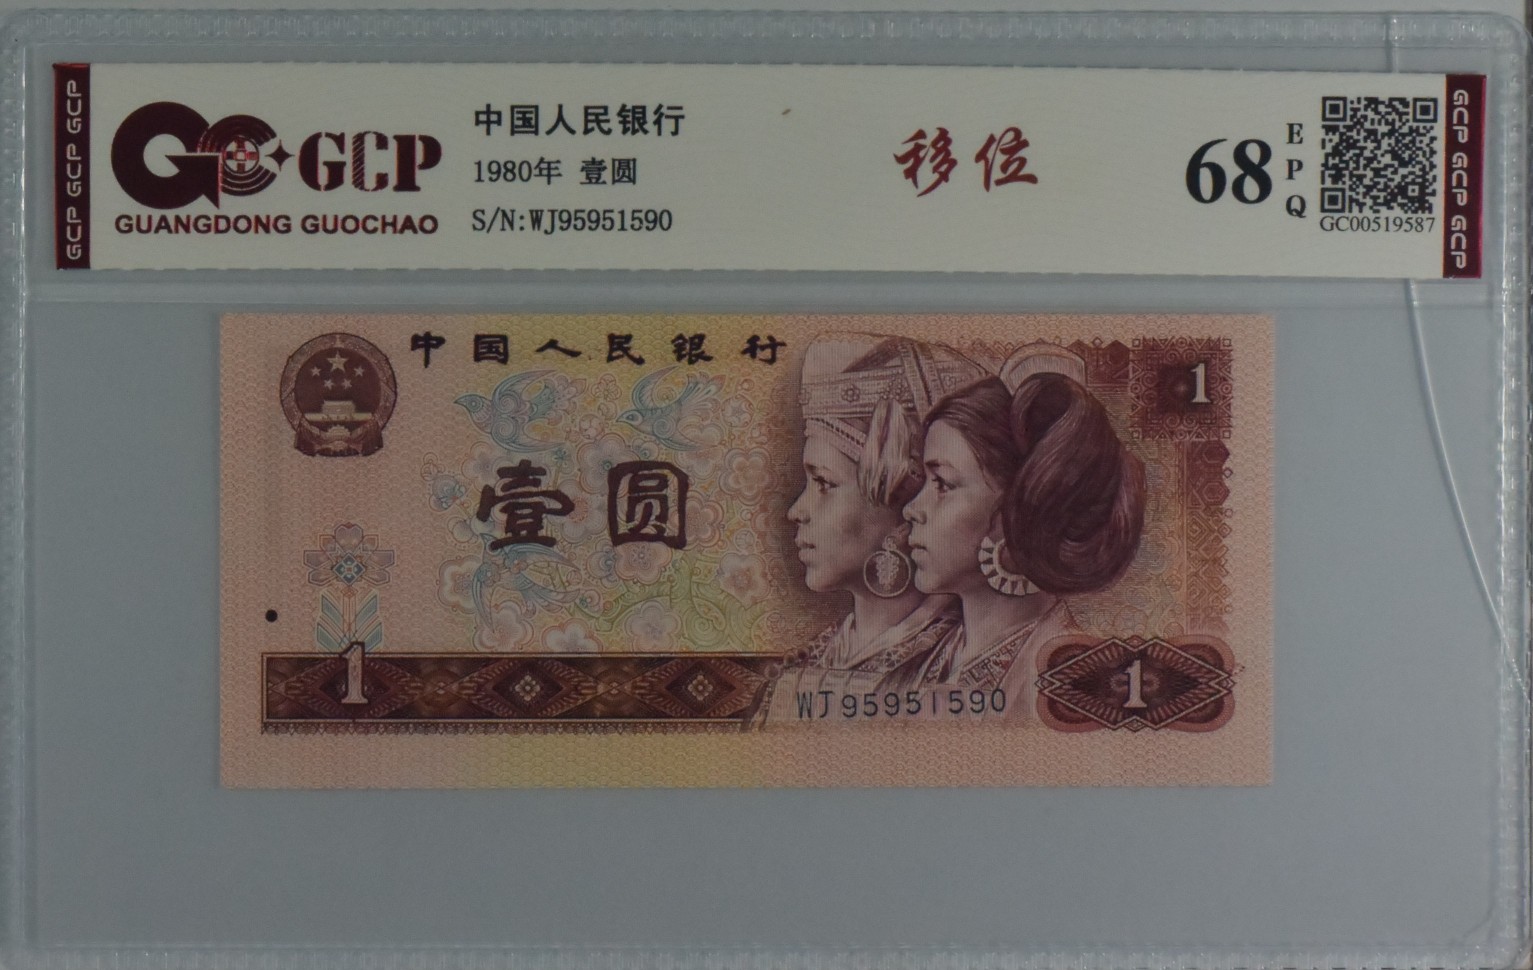 GCP GCP GCP
GCP
GUANGDONG GUOCHAO
中国人民银行
1980年 壹圆
S/N:WJ95951590
移位
68
EPQ
GC00519587
GCP GCP GCP
中国人民银行
1
壹圆
1
WJ95951590
1